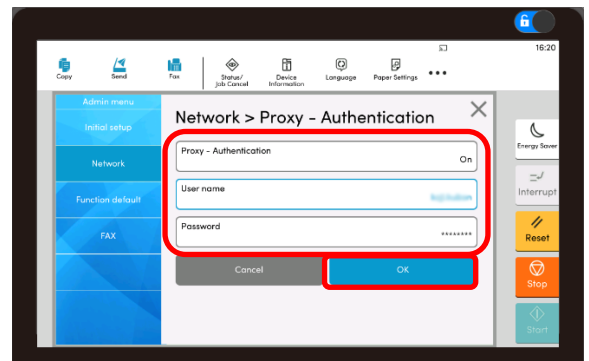 16:20
Copy
Send
Fax
Status/
Job Cancel
Device
Information
Language
Paper Settings
Admin menu
Initial setup
Network
Function default
FAX
Network > Proxy - Authentication
Proxy - Authentication
On
User name
Password
********
Cancel
OK
Energy Saver
Interrupt
Reset
Stop
Start